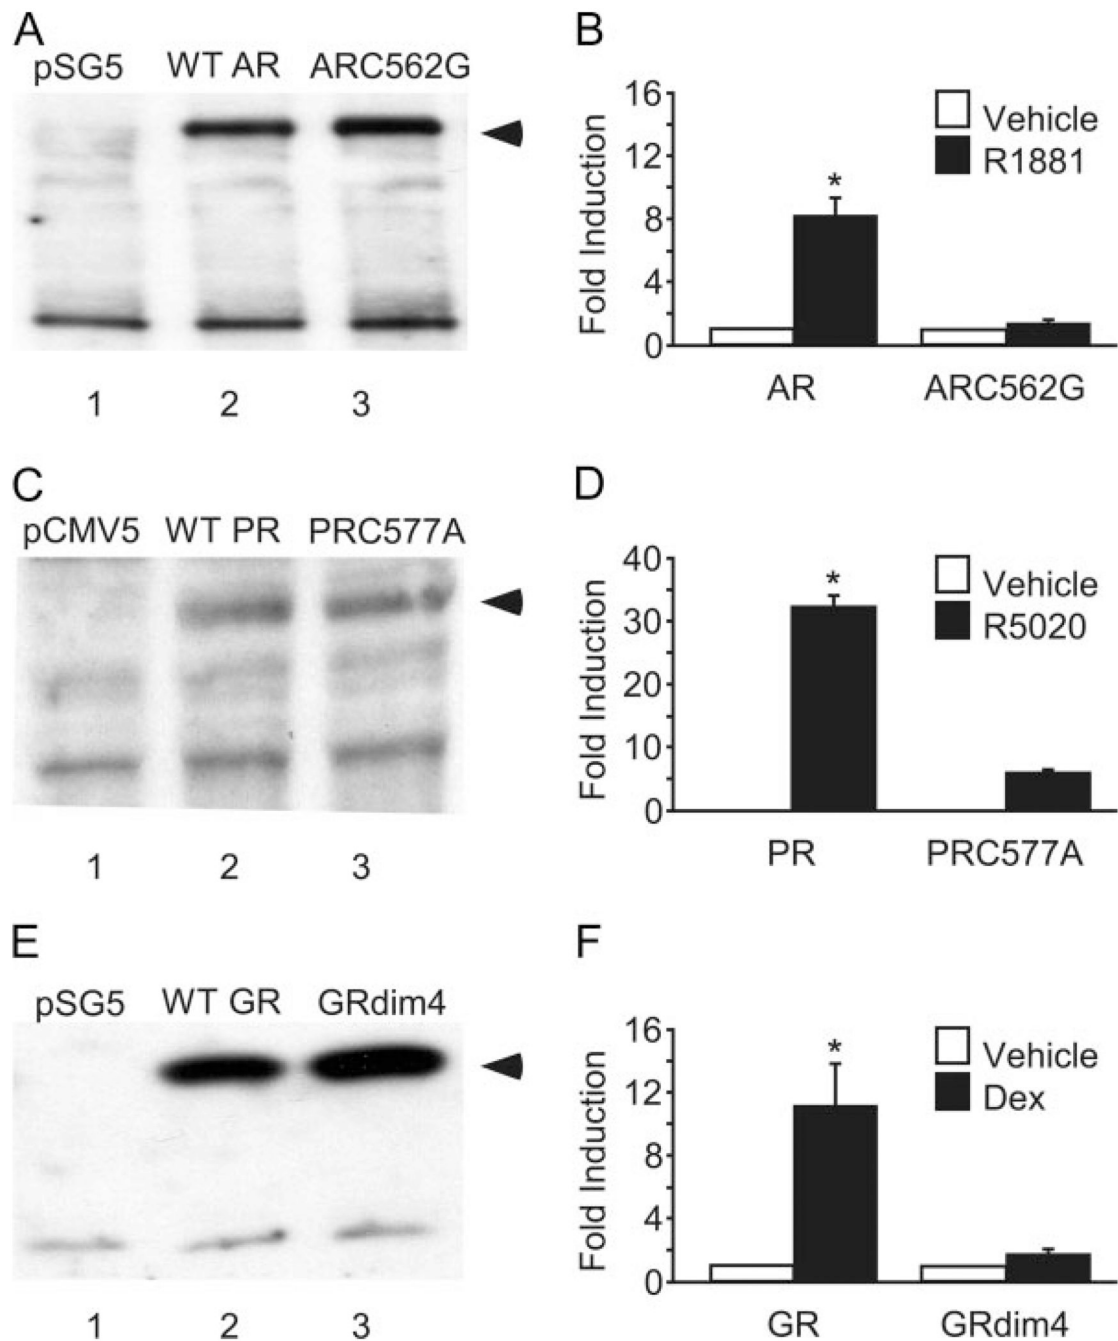 A
pSG5 WT AR ARC562G
1 2 3
B
16
12
8
4
0
Fold Induction
Vehicle
R1881
*
AR ARC562G
C
pCMV5 WT PR PRC577A
1 2 3
D
40
30
20
10
0
Fold Induction
Vehicle
R5020
*
PR PRC577A
E
pSG5 WT GR GRdim4
1 2 3
F
16
12
8
4
0
Fold Induction
Vehicle
Dex
*
GR GRdim4